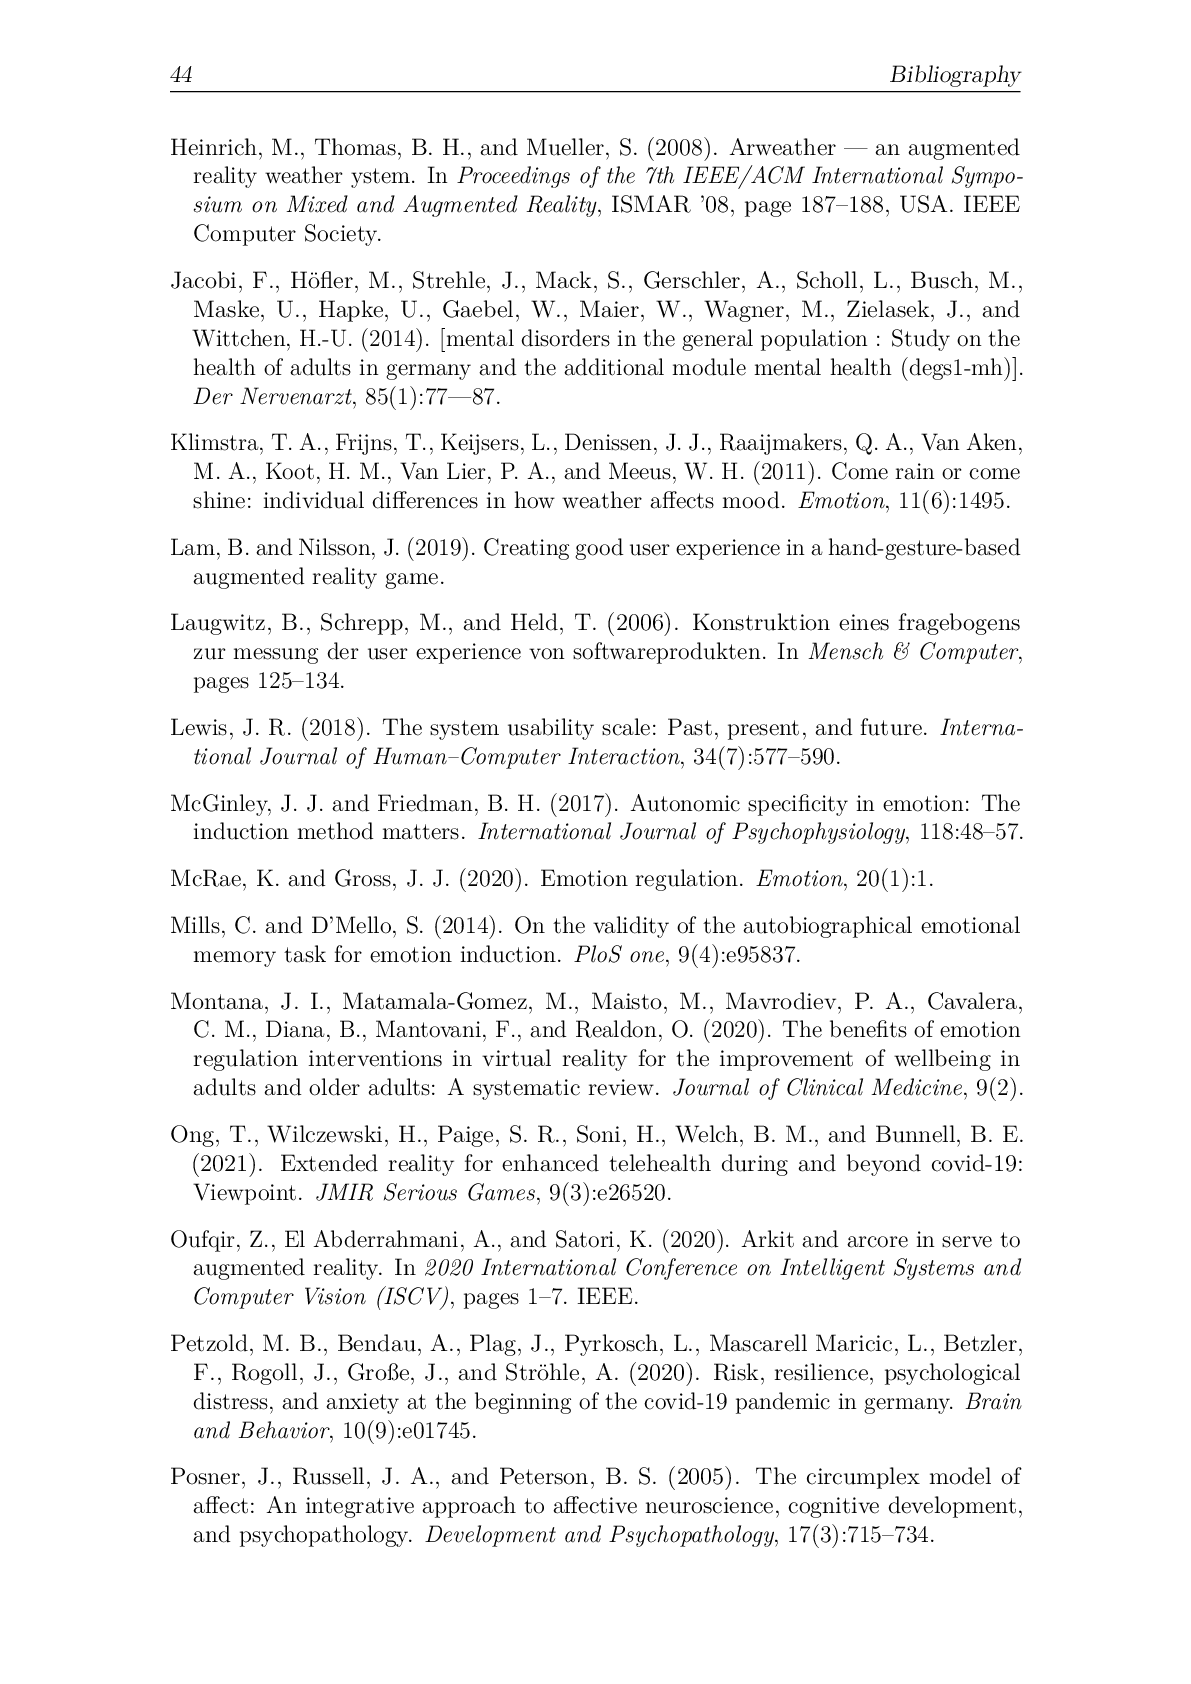 44 Bibliography
Heinrich, M., Thomas, B. H., and Mueller, S. (2008). Arweather — an augmented
reality weather ystem. In Proceedings of the 7th IEEE/ACM International Sympo-
sium on Mixed and Augmented Reality, ISMAR ’08, page 187–188, USA. IEEE
Computer Society.
Jacobi, F., Höfler, M., Strehle, J., Mack, S., Gerschler, A., Scholl, L., Busch, M.,
Maske, U., Hapke, U., Gaebel, W., Maier, W., Wagner, M., Zielasek, J., and
Wittchen, H.-U. (2014). [mental disorders in the general population : Study on the
health of adults in germany and the additional module mental health (degs1-mh)].
Der Nervenarzt, 85(1):77—87.
Klimstra, T. A., Frijns, T., Keijsers, L., Denissen, J. J., Raaijmakers, Q. A., Van Aken,
M. A., Koot, H. M., Van Lier, P. A., and Meeus, W. H. (2011). Come rain or come
shine: individual differences in how weather affects mood. Emotion, 11(6):1495.
Lam, B. and Nilsson, J. (2019). Creating good user experience in a hand-gesture-based
augmented reality game.
Laugwitz, B., Schrepp, M., and Held, T. (2006). Konstruktion eines fragebogens
zur messung der user experience von softwareprodukten. In Mensch & Computer,
pages 125–134.
Lewis, J. R. (2018). The system usability scale: Past, present, and future. Interna-
tional Journal of Human–Computer Interaction, 34(7):577–590.
McGinley, J. J. and Friedman, B. H. (2017). Autonomic specificity in emotion: The
induction method matters. International Journal of Psychophysiology, 118:48–57.
McRae, K. and Gross, J. J. (2020). Emotion regulation. Emotion, 20(1):1.
Mills, C. and D’Mello, S. (2014). On the validity of the autobiographical emotional
memory task for emotion induction. PloS one, 9(4):e95837.
Montana, J. I., Matamala-Gomez, M., Maisto, M., Mavrodiev, P. A., Cavalera,
C. M., Diana, B., Mantovani, F., and Realdon, O. (2020). The benefits of emotion
regulation interventions in virtual reality for the improvement of wellbeing in
adults and older adults: A systematic review. Journal of Clinical Medicine, 9(2).
Ong, T., Wilczewski, H., Paige, S. R., Soni, H., Welch, B. M., and Bunnell, B. E.
(2021). Extended reality for enhanced telehealth during and beyond covid-19:
Viewpoint. JMIR Serious Games, 9(3):e26520.
Oufqir, Z., El Abderrahmani, A., and Satori, K. (2020). Arkit and arcore in serve to
augmented reality. In 2020 International Conference on Intelligent Systems and
Computer Vision (ISCV), pages 1–7. IEEE.
Petzold, M. B., Bendau, A., Plag, J., Pyrkosch, L., Mascarell Maricic, L., Betzler,
F., Rogoll, J., Große, J., and Ströhle, A. (2020). Risk, resilience, psychological
distress, and anxiety at the beginning of the covid-19 pandemic in germany. Brain
and Behavior, 10(9):e01745.
Posner, J., Russell, J. A., and Peterson, B. S. (2005). The circumplex model of
affect: An integrative approach to affective neuroscience, cognitive development,
and psychopathology. Development and Psychopathology, 17(3):715–734.